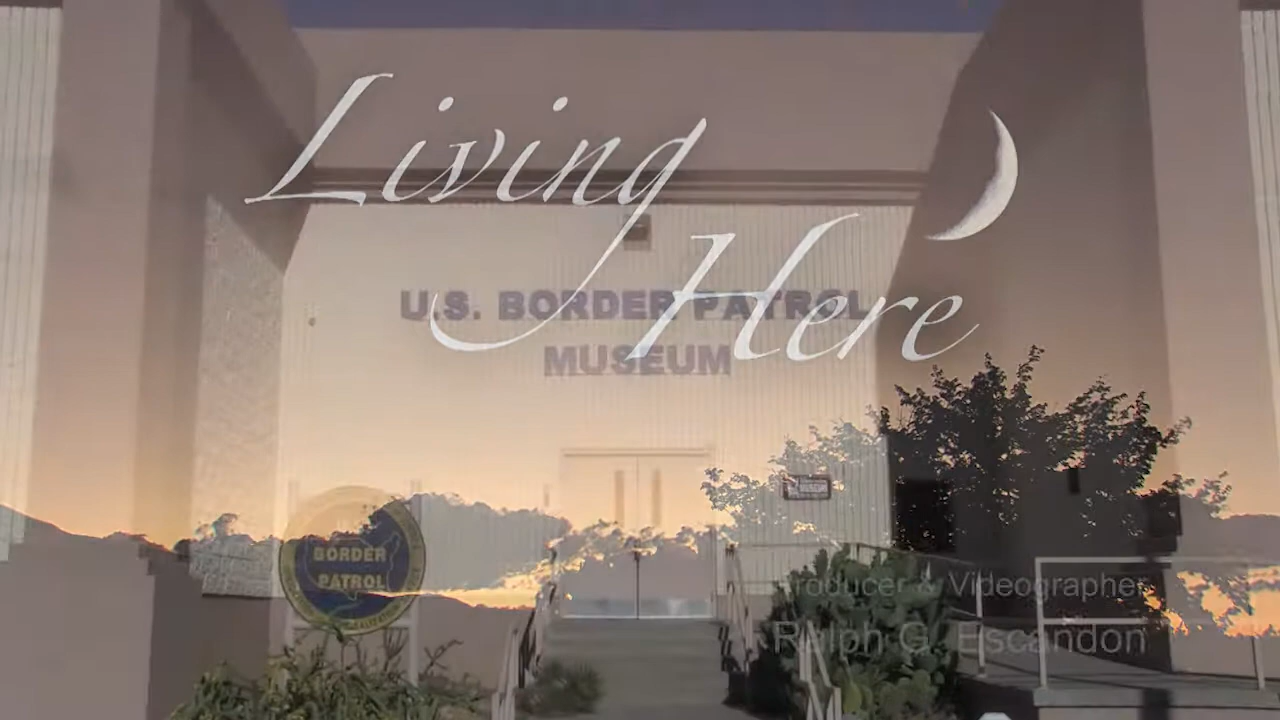 Living
Here
U.S. BORDER PATROL
MUSEUM
BORDER
PATROL
Producer & Videographer
Ralph G. Escandon